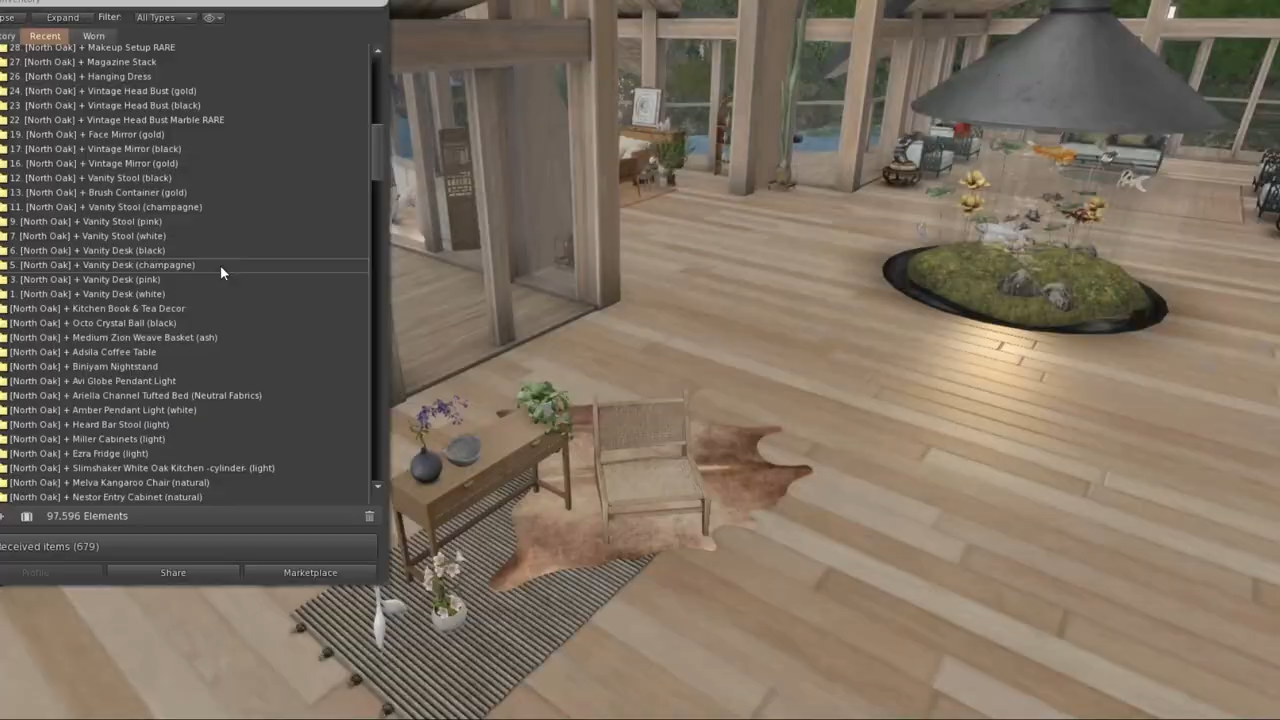 Expand Filter: All Types
Recent Worn
28. [North Oak] + Makeup Setup RARE
27. [North Oak] + Magazine Stack
26. [North Oak] + Hanging Dress
24. [North Oak] + Vintage Head Bust (gold)
23 [North Oak] + Vintage Head Bust (black)
22 [North Oak] + Vintage Head Bust Marble RARE
19. [North Oak] + Face Mirror (gold)
17. [North Oak] + Vintage Mirror (black)
16. [North Oak] + Vintage Mirror (gold)
12. [North Oak] + Vanity Stool (black)
13. [North Oak] + Brush Container (gold)
11. [North Oak] + Vanity Stool (champagne)
9. [North Oak] + Vanity Stool (pink)
7. [North Oak] + Vanity Stool (white)
6. [North Oak] + Vanity Desk (black)
5. [North Oak] + Vanity Desk (champagne)
3. [North Oak] + Vanity Desk (pink)
1. [North Oak] + Vanity Desk (white)
[North Oak] + Kitchen Book & Tea Decor
[North Oak] + Octo Crystal Ball (black)
[North Oak] + Medium Zion Weave Basket (ash)
[North Oak] + Adsila Coffee Table
[North Oak] + Biniyam Nightstand
[North Oak] + Avi Globe Pendant Light
[North Oak] + Ariella Channel Tufted Bed (Neutral Fabrics)
[North Oak] + Amber Pendant Light (white)
[North Oak] + Heard Bar Stool (light)
[North Oak] + Miller Cabinets (light)
[North Oak] + Ezra Fridge (light)
[North Oak] + Slimshaker White Oak Kitchen -cylinder- (light)
[North Oak] + Melva Kangaroo Chair (natural)
[North Oak] + Nestor Entry Cabinet (natural)
97,596 Elements
eceived items (679)
Profile Share Marketplace